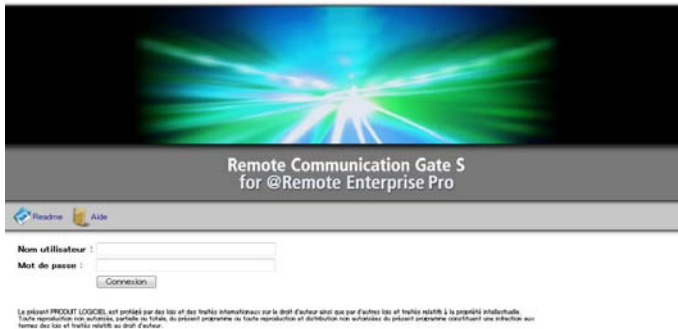 Remote Communication Gate S
for @Remote Enterprise Pro
Readme Aide
Nom utilisateur :
Mot de passe :
Connexion
Le présent PRODUIT LOGICIEL est protégé par des lois et des traités internationaux sur le droit d'auteur ainsi que par d'autres lois et traités relatifs à la propriété intellectuelle.
Toute reproduction non autorisée, partielle ou totale, du présent programme ou toute reproduction et distribution non autorisées du présent programme constituent une infraction aux
termes des lois et traités relatifs au droit d'auteur.